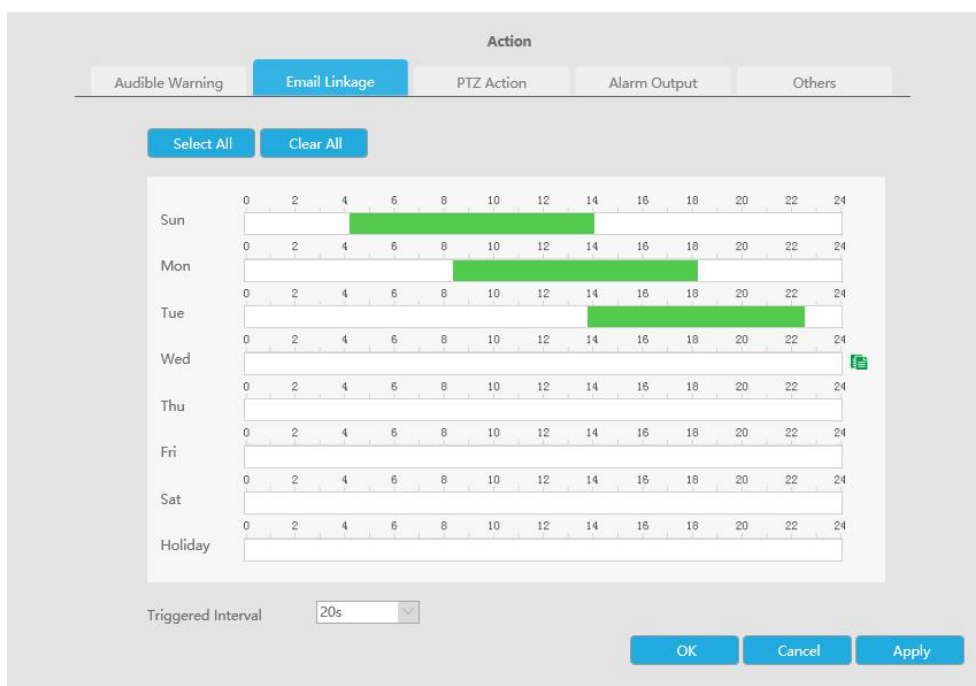 Action
Audible Warning Email Linkage PTZ Action Alarm Output Others
Select All Clear All
0 2 4 6 8 10 12 14 16 18 20 22 24
Sun
0 2 4 6 8 10 12 14 16 18 20 22 24
Mon
0 2 4 6 8 10 12 14 16 18 20 22 24
Tue
0 2 4 6 8 10 12 14 16 18 20 22 24
Wed
0 2 4 6 8 10 12 14 16 18 20 22 24
Thu
0 2 4 6 8 10 12 14 16 18 20 22 24
Fri
0 2 4 6 8 10 12 14 16 18 20 22 24
Sat
0 2 4 6 8 10 12 14 16 18 20 22 24
Holiday
Triggered Interval 20s
OK Cancel Apply